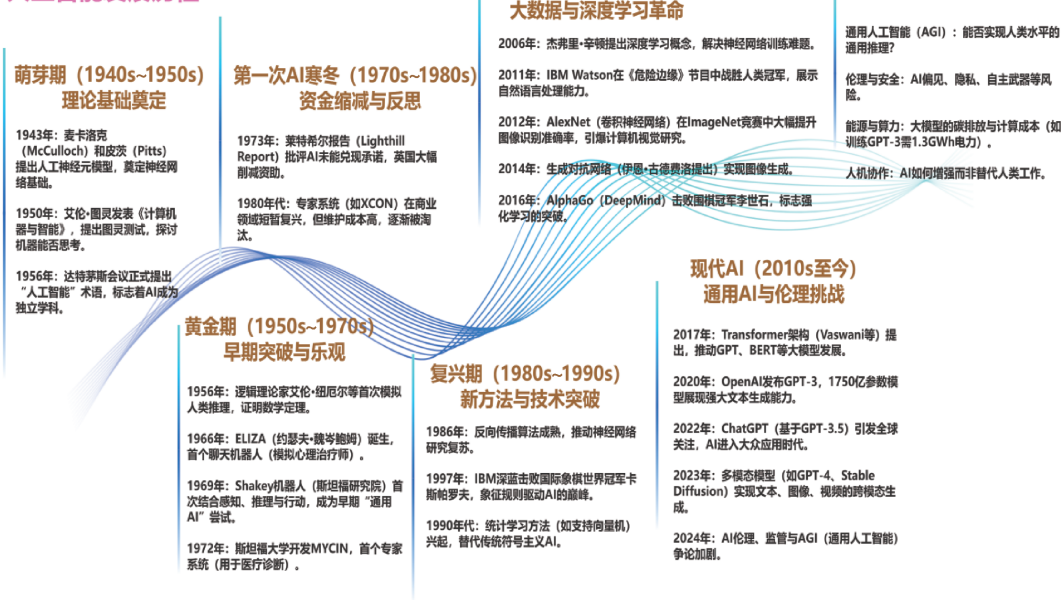 萌芽期（1940s~1950s）
理论基础奠定
1943年：麦卡洛克
（McCulloch）和皮茨（Pitts）
提出人工神经元模型，奠定神经网
络基础。
1950年：艾伦·图灵发表《计算机
器与智能》，提出图灵测试，探讨
机器能否思考。
1956年：达特茅斯会议正式提出
“人工智能”术语，标志着AI成为
独立学科。
黄金期（1950s~1970s）
早期突破与乐观
1956年：逻辑理论家艾伦·纽厄尔等首次模拟
人类推理，证明数学定理。
1966年：ELIZA（约瑟夫·魏岑鲍姆）诞生，
首个聊天机器人（模拟心理治疗师）。
1969年：Shakey机器人（斯坦福研究院）首
次结合感知、推理与行动，成为早期“通用
AI”尝试。
1972年：斯坦福大学开发MYCIN，首个专家
系统（用于医疗诊断）。
第一次AI寒冬（1970s~1980s）
资金缩减与反思
1973年：莱特希尔报告（Lighthill
Report）批评AI未能兑现承诺，英国大幅
削减资助。
1980年代：专家系统（如XCON）在商业
领域短暂复兴，但维护成本高，逐渐被淘
汰。
复兴期（1980s~1990s）
新方法与技术突破
1986年：反向传播算法成熟，推动神经网络
研究复苏。
1997年：IBM深蓝击败国际象棋世界冠军卡
斯帕罗夫，象征规则驱动AI的巅峰。
1990年代：统计学习方法（如支持向量机）
兴起，替代传统符号主义AI。
大数据与深度学习革命
2006年：杰弗里·辛顿提出深度学习概念，解决神经网络训练难题。
2011年：IBM Watson在《危险边缘》节目中战胜人类冠军，展示
自然语言处理能力。
2012年：AlexNet（卷积神经网络）在ImageNet竞赛中大幅提升
图像识别准确率，引爆计算机视觉研究。
2014年：生成对抗网络（伊恩·古德费洛提出）实现图像生成。
2016年：AlphaGo（DeepMind）击败围棋冠军李世石，标志强
化学习的突破。
现代AI（2010s至今）
通用AI与伦理挑战
2017年：Transformer架构（Vaswani等）提
出，推动GPT、BERT等大模型发展。
2020年：OpenAI发布GPT-3，1750亿参数模
型展现强大文本生成能力。
2022年：ChatGPT（基于GPT-3.5）引发全球
关注，AI进入大众应用时代。
2023年：多模态模型（如GPT-4、Stable
Diffusion）实现文本、图像、视频的跨模态生
成。
2024年：AI伦理、监管与AGI（通用人工智能）
争论加剧。
通用人工智能（AGI）：能否实现人类水平的
通用推理？
伦理与安全：AI偏见、隐私、自主武器等风
险。
能源与算力：大模型的碳排放与计算成本（如
训练GPT-3需1.3GWh电力）。
人机协作：AI如何增强而非替代人类工作。